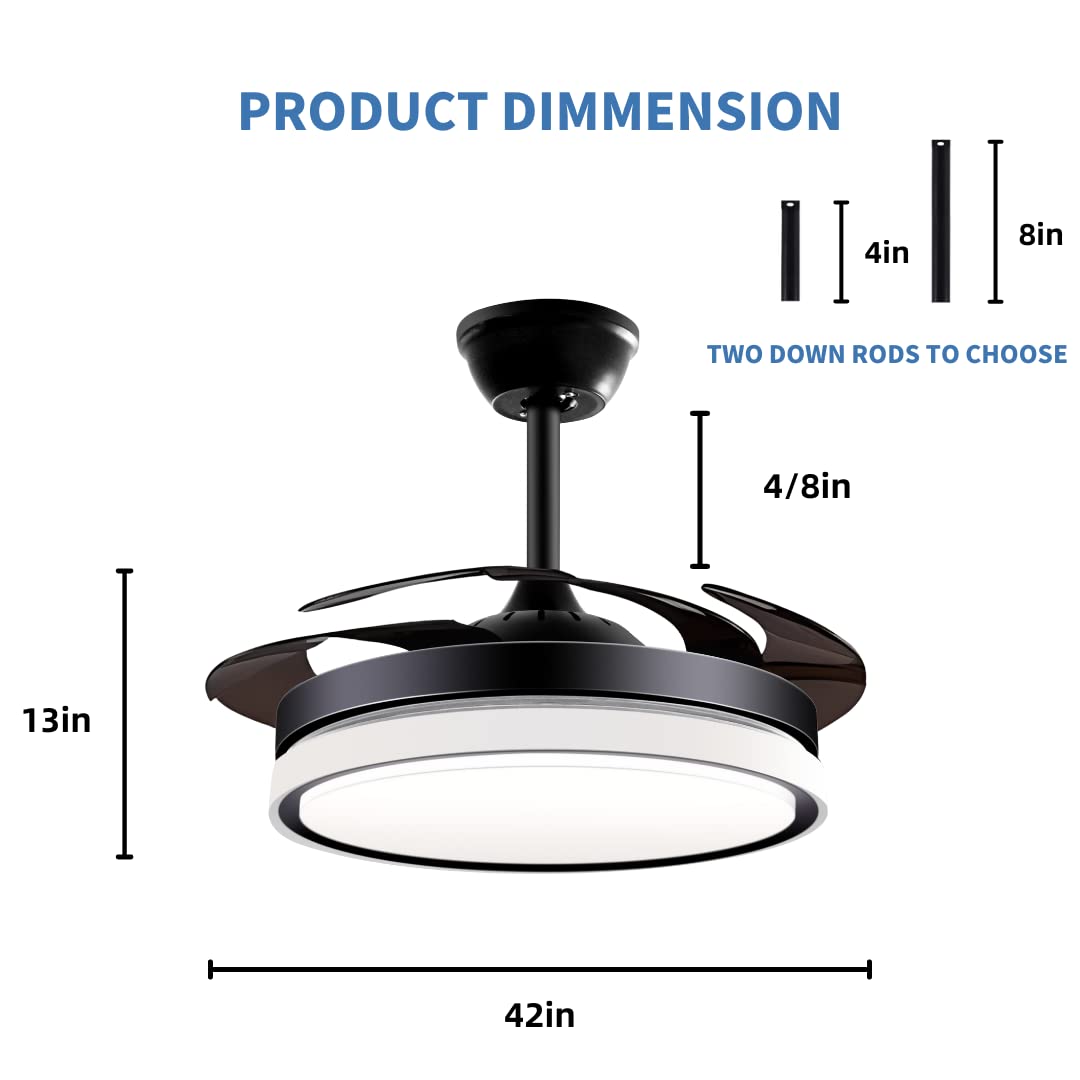 PRODUCT DIMMENSION
4in
8in
TWO DOWN RODS TO CHOOSE
4/8in
13in
42in